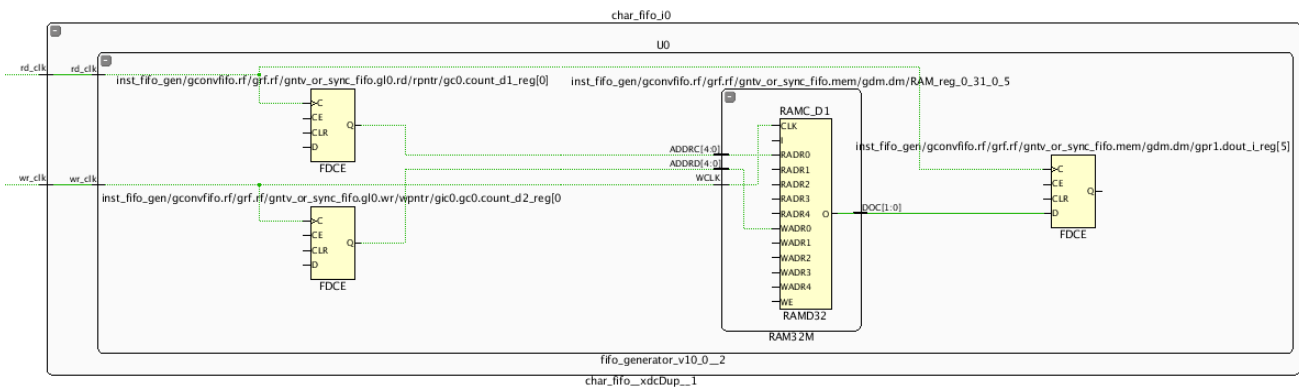 char_fifo_i0
U0
rd_clk
rd_clk
inst_fifo_gen/gconvfifo.rf/grf.rf/gntv_or_sync_fifo.gl0.rd/rpntr/gc0.count_d1_reg[0]
C
CE
CLR
D
Q
FDCE
inst_fifo_gen/gconvfifo.rf/grf.rf/gntv_or_sync_fifo.mem/gdm.dm/RAM_reg_0_31_0_5
RAMC_D1
ADDRC[4:0]
ADDRD[4:0]
WCLK
CLK
I
RADR0
RADR1
RADR2
RADR3
RADR4
WADR0
WADR1
WADR2
WADR3
WADR4
WE
O
RAMD32
RAM32M
DOC[1:0]
inst_fifo_gen/gconvfifo.rf/grf.rf/gntv_or_sync_fifo.mem/gdm.dm/gpr1.dout_i_reg[5]
C
CE
CLR
D
Q
FDCE
wr_clk
wr_clk
inst_fifo_gen/gconvfifo.rf/grf.rf/gntv_or_sync_fifo.gl0.wr/wpntr/gic0.gc0.count_d2_reg[0
C
CE
CLR
D
Q
FDCE
fifo_generator_v10_0__2
char_fifo__xdcDup__1